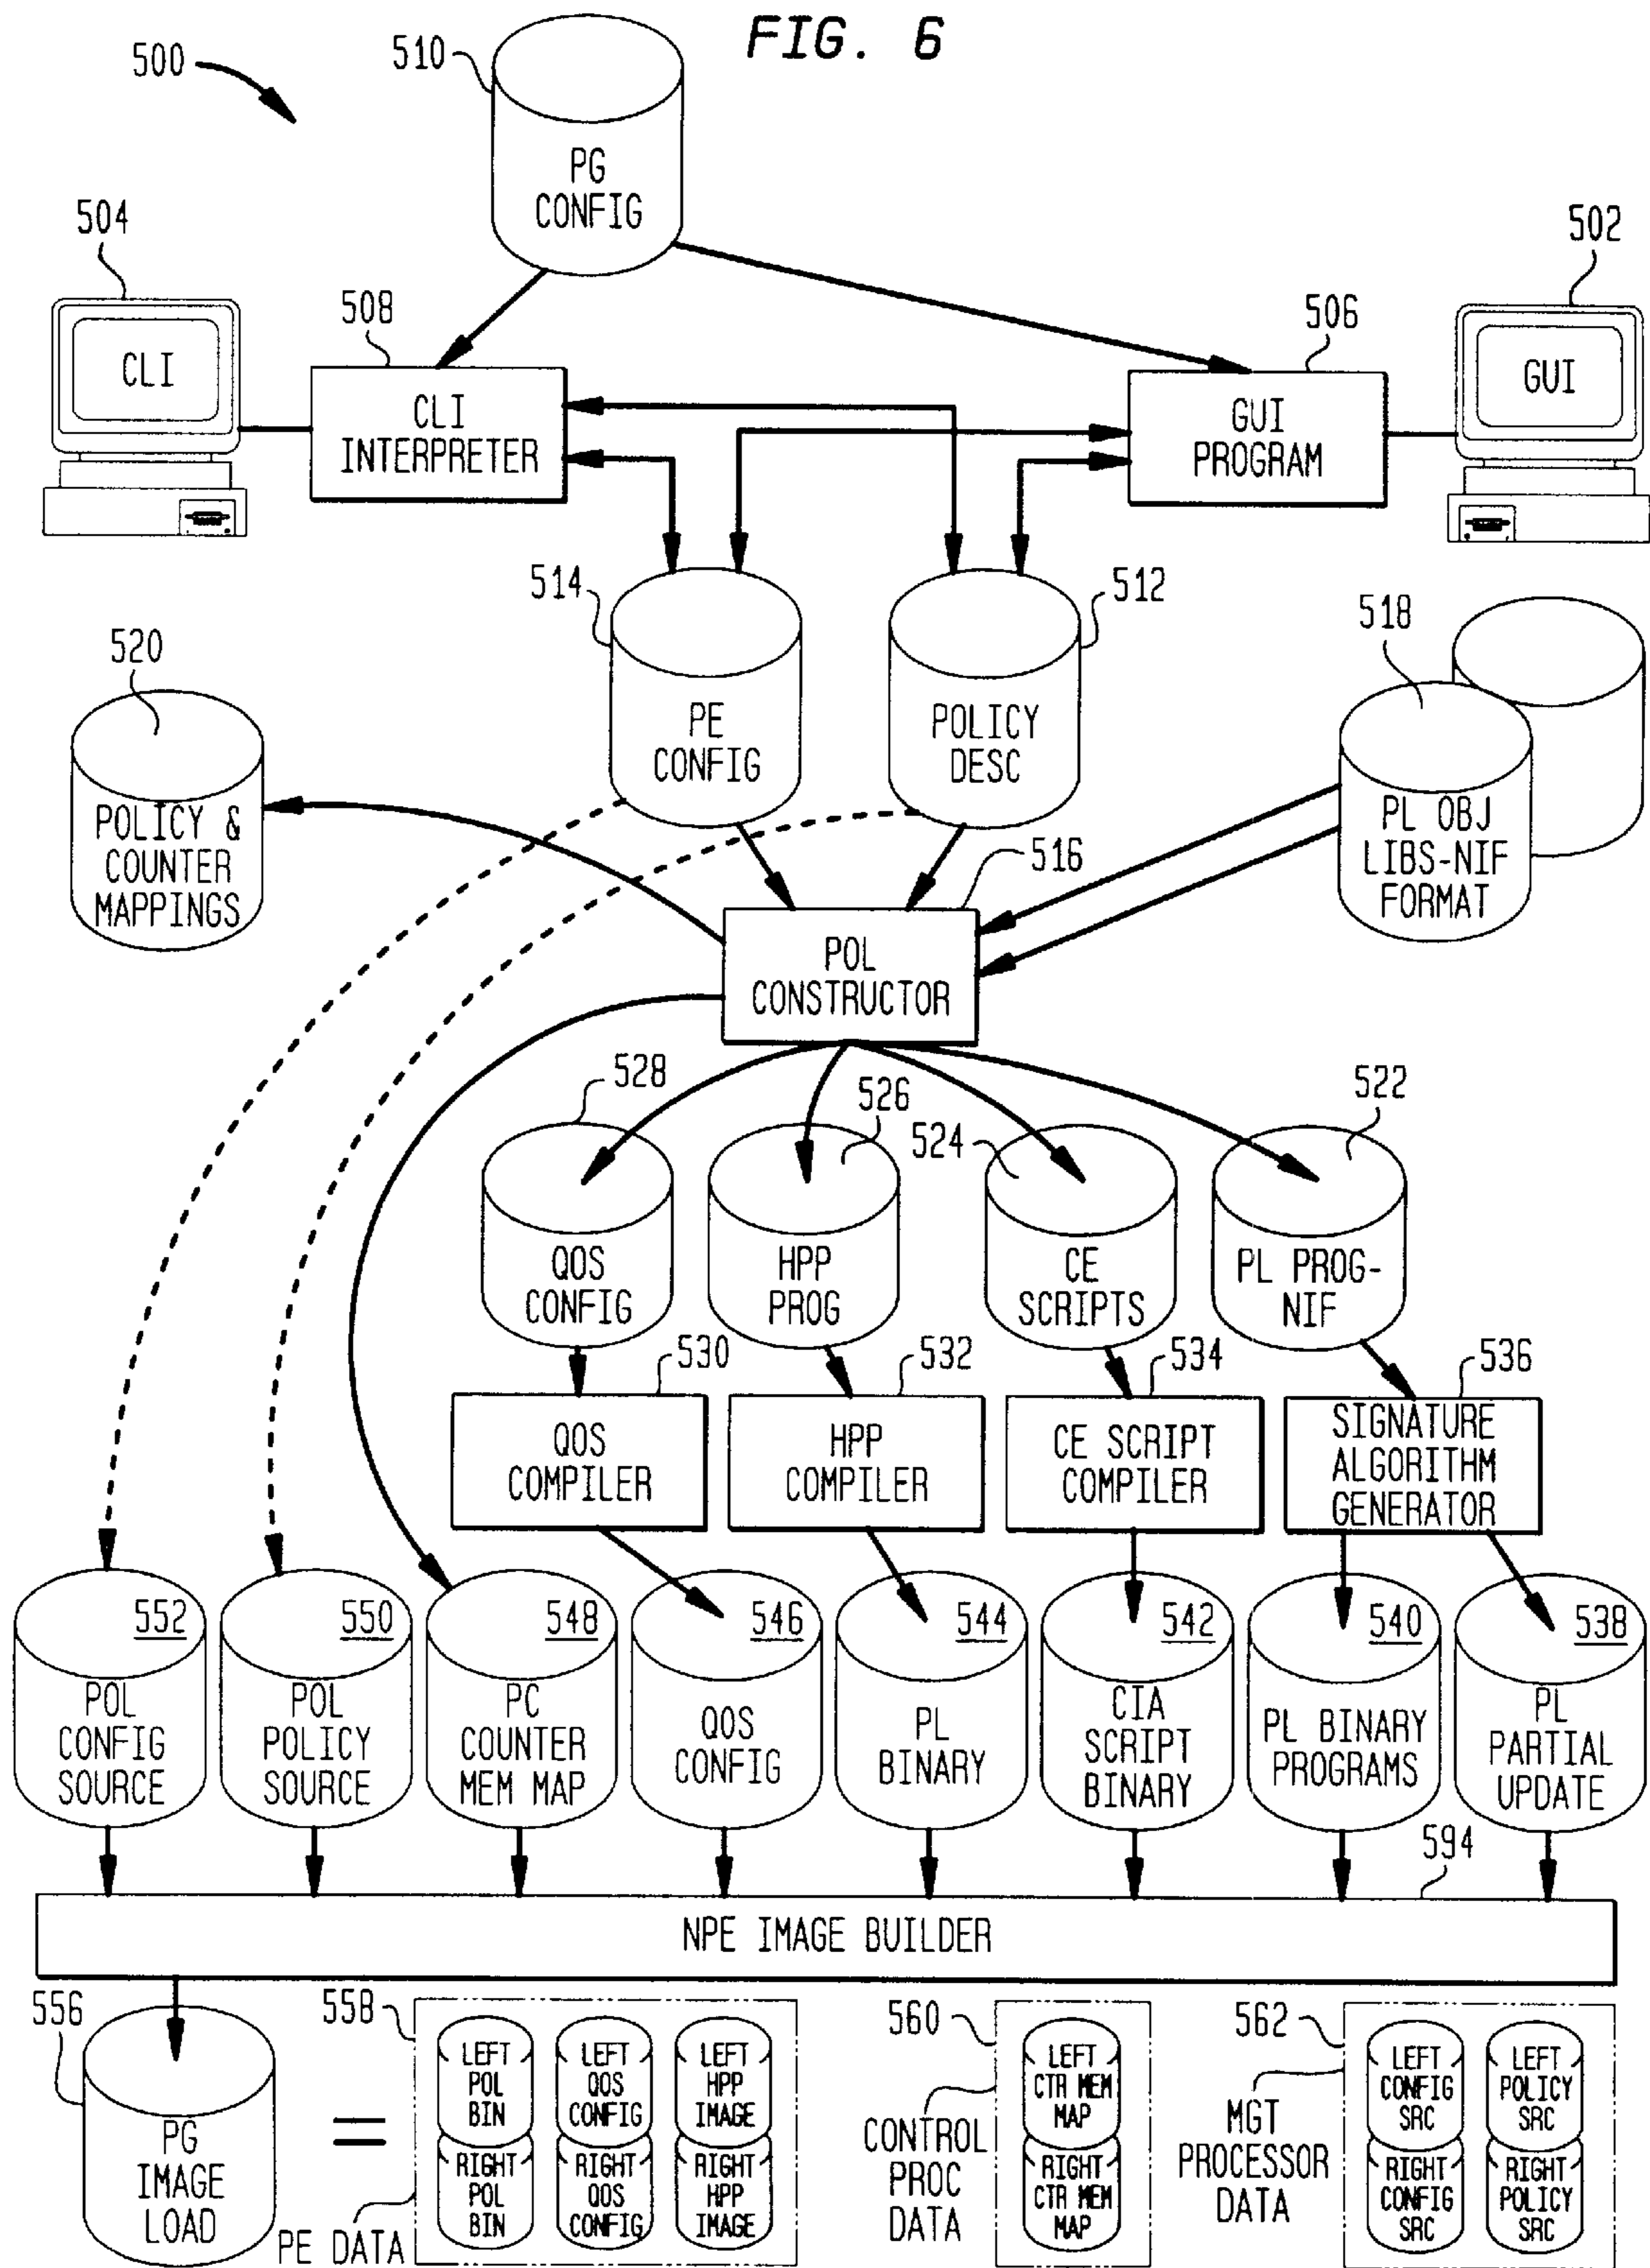 FIG. 6
500
510
PG
CONFIG
504
502
508
506
CLI
CLI
INTERPRETER
GUI
PROGRAM
GUI
514
512
518
520
PE
CONFIG
POLICY
DESC
POLICY &
COUNTER
MAPPINGS
PL OBJ
LIBS-NIF
FORMAT
516
POL
CONSTRUCTOR
528
526
524
522
QOS
CONFIG
HPP
PROG
CE
SCRIPTS
PL PROG-
NIF
530
532
534
536
QOS
COMPILER
HPP
COMPILER
CE SCRIPT
COMPILER
SIGNATURE
ALGORITHM
GENERATOR
552
550
548
546
544
542
540
538
POL
CONFIG
SOURCE
POL
POLICY
SOURCE
PC
COUNTER
MEM MAP
QOS
CONFIG
PL
BINARY
CIA
SCRIPT
BINARY
PL BINARY
PROGRAMS
PL
PARTIAL
UPDATE
594
NPE IMAGE BUILDER
556
PG
IMAGE
LOAD
=
558
LEFT
POL
BIN
LEFT
QOS
CONFIG
LEFT
HPP
IMAGE
RIGHT
POL
BIN
RIGHT
QOS
CONFIG
RIGHT
HPP
IMAGE
PE DATA
560
LEFT
CTR MEM
MAP
RIGHT
CTR MEM
MAP
CONTROL
PROC
DATA
562
LEFT
CONFIG
SRC
LEFT
POLICY
SRC
RIGHT
CONFIG
SRC
RIGHT
POLICY
SRC
MGT
PROCESSOR
DATA